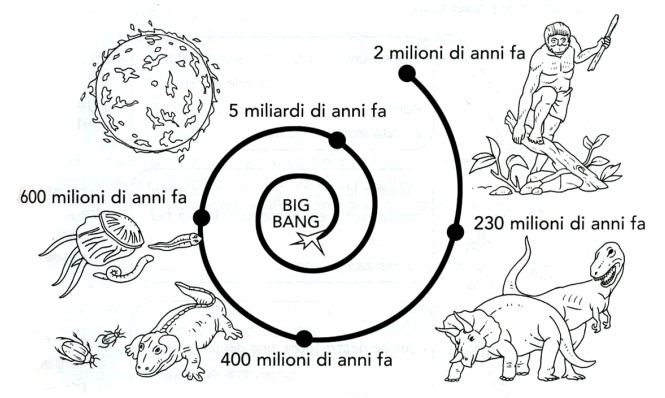 2 milioni di anni fa
5 miliardi di anni fa
600 milioni di anni fa
BIG
BANG
230 milioni di anni fa
400 milioni di anni fa